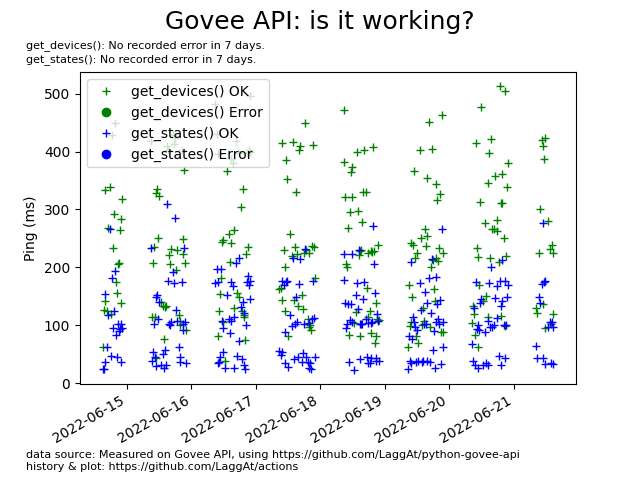 Govee API: is it working?
get_devices(): No recorded error in 7 days.
get_states(): No recorded error in 7 days.
get_devices() OK
get_devices() Error
get_states() OK
get_states() Error
Ping (ms)
500
400
300
200
100
0
2022-06-15
2022-06-16
2022-06-17
2022-06-18
2022-06-19
2022-06-20
2022-06-21
data source: Measured on Govee API, using https://github.com/LaggAt/python-govee-api
history & plot: https://github.com/LaggAt/actions